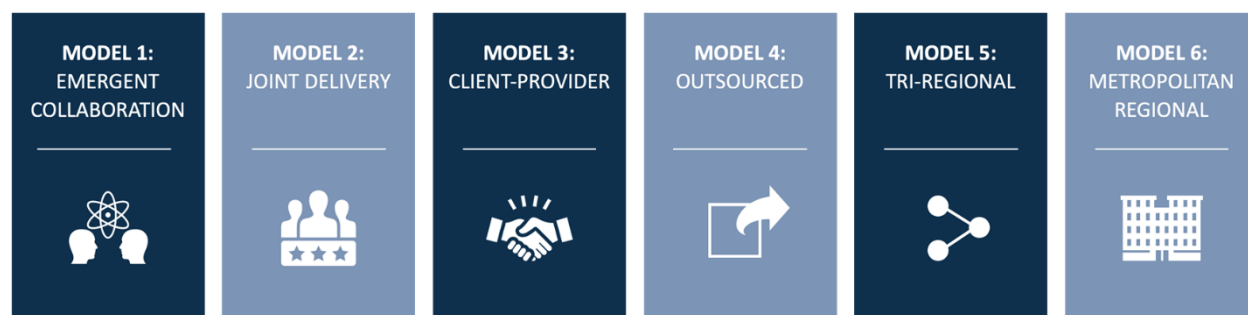 MODEL 1:
EMERGENT
COLLABORATION
MODEL 2:
JOINT DELIVERY
MODEL 3:
CLIENT-PROVIDER
MODEL 4:
OUTSOURCED
MODEL 5:
TRI-REGIONAL
MODEL 6:
METROPOLITAN
REGIONAL